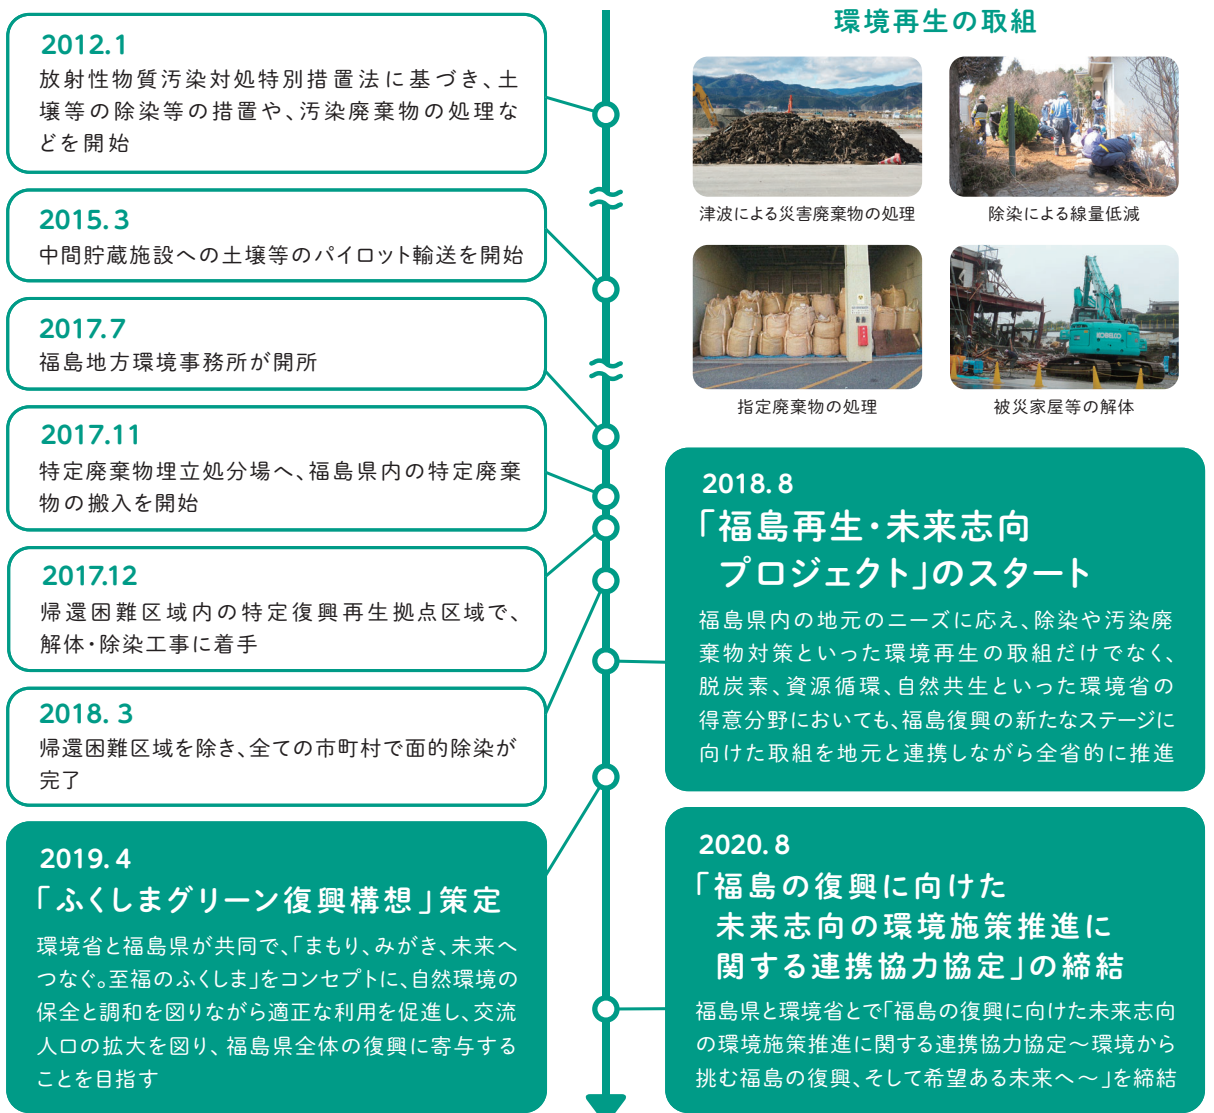 2012.1
放射性物質汚染対処特別措置法に基づき、土
壌等の除染等の措置や、汚染廃棄物の処理な
どを開始
2015.3
中間貯蔵施設への土壌等のパイロット輸送を開始
2017.7
福島地方環境事務所が開所
2017.11
特定廃棄物埋立処分場へ、福島県内の特定廃棄
物の搬入を開始
2017.12
帰還困難区域内の特定復興再生拠点区域で、
解体・除染工事に着手
2018.3
帰還困難区域を除き、全ての市町村で面的除染が
完了
2019.4
「ふくしまグリーン復興構想」策定
環境省と福島県が共同で、「まもり、みがき、未来へ
つなぐ。至福のふくしま」をコンセプトに、自然環境の
保全と調和を図りながら適正な利用を促進し、交流
人口の拡大を図り、福島県全体の復興に寄与する
ことを目指す
環境再生の取組
津波による災害廃棄物の処理
除染による線量低減
KOBELCO
指定廃棄物の処理
被災家屋等の解体
2018.8
「福島再生・未来志向
プロジェクト」のスタート
福島県内の地元のニーズに応え、除染や汚染廃
棄物対策といった環境再生の取組だけでなく、
脱炭素、資源循環、自然共生といった環境省の
得意分野においても、福島復興の新たなステージに
向けた取組を地元と連携しながら全省的に推進
2020.8
「福島の復興に向けた
未来志向の環境施策推進に
関する連携協力協定」の締結
福島県と環境省とで「福島の復興に向けた未来志向
の環境施策推進に関する連携協力協定～環境から
挑む福島の復興、そして希望ある未来へ～」を締結